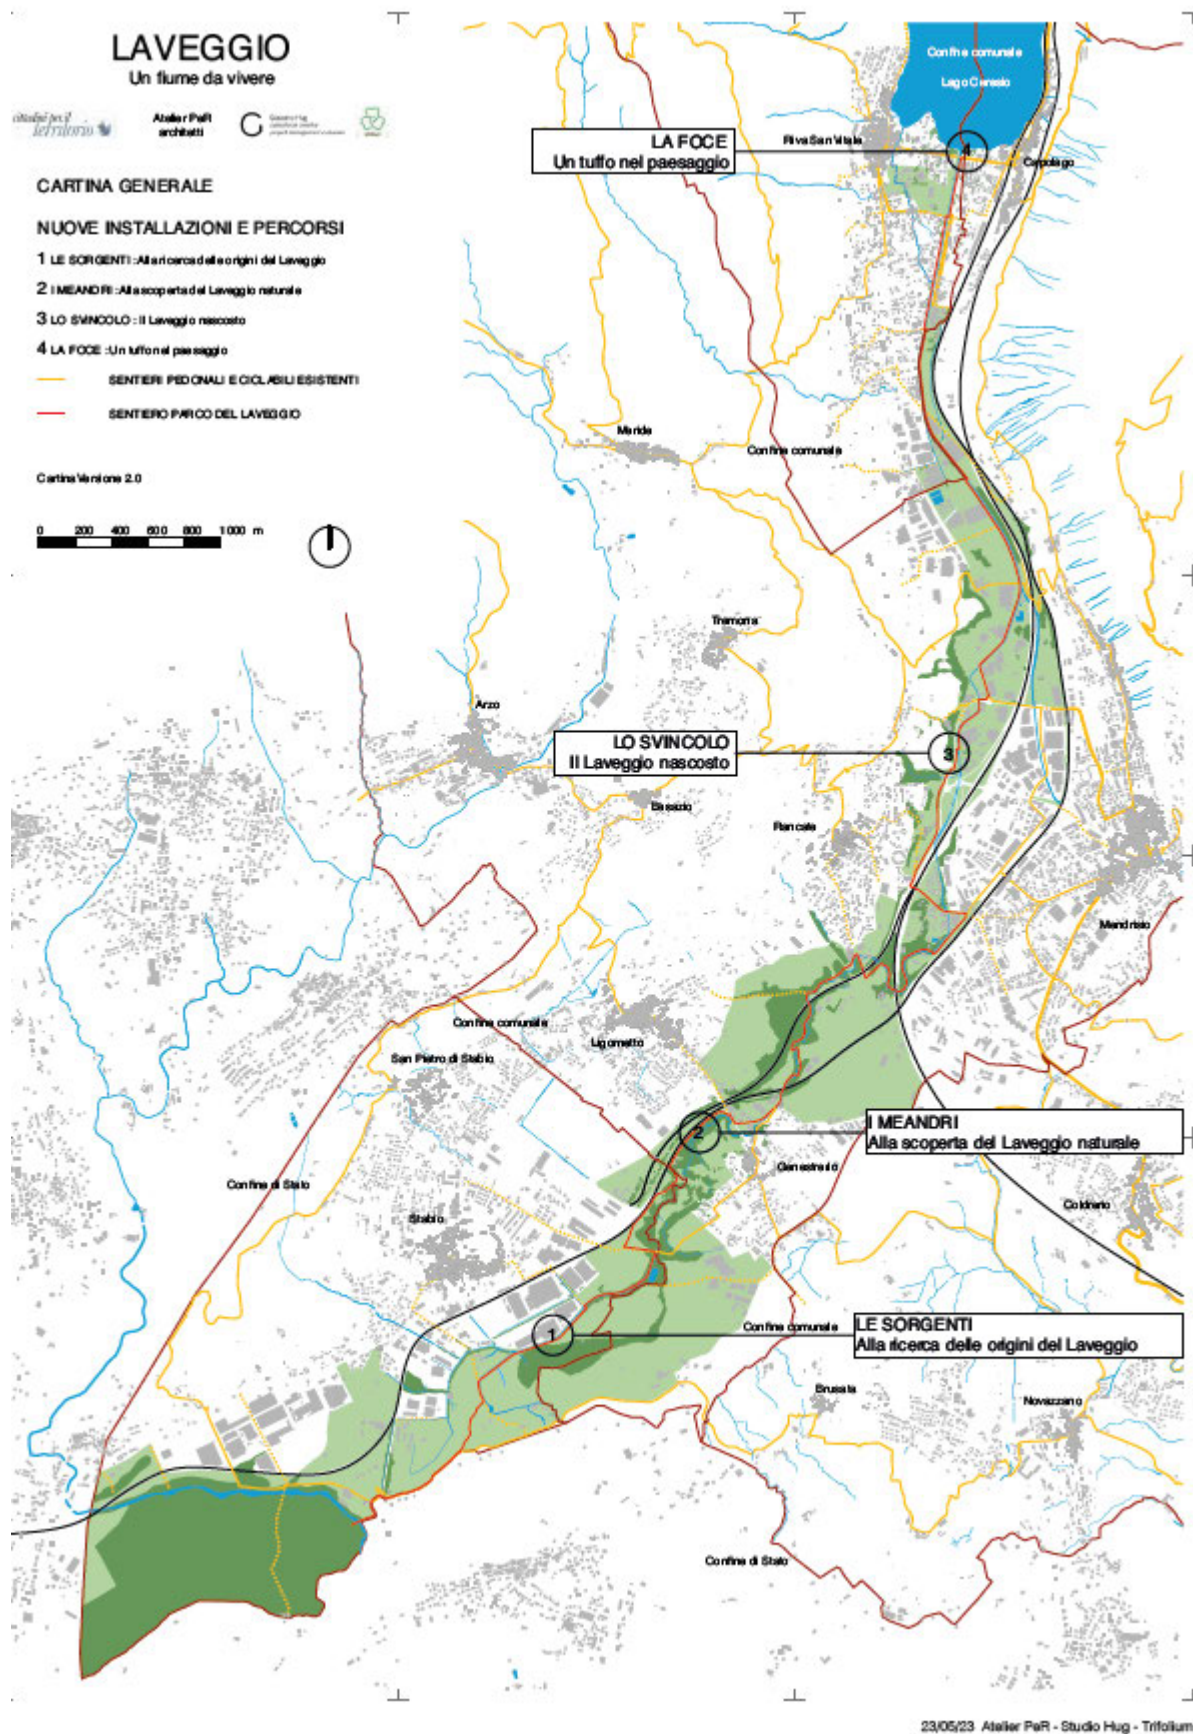 LAVEGGIO
Un fiume da vivere
cittadini per il
territorio
Atelier PeR
architetti
CARTINA GENERALE
NUOVE INSTALLAZIONI E PERCORSI
1 LE SORGENTI : Alla ricerca delle origini del Laveggio
2 I MEANDRI : Alla scoperta del Laveggio naturale
3 LO SVINCOLO : Il Laveggio nascosto
4 LA FOCE : Un tuffo nel paesaggio
SENTIERI PEDONALI E CICLABILI ESISTENTI
SENTIERO PARCO DEL LAVEGGIO
Cartina Versione 2.0
0 200 400 600 800 1000 m
Confine comunale
Lago Ceresio
LA FOCE
Un tuffo nel paesaggio
Riva San Vitale
4
Capolago
Meride
Confine comunale
Tremona
Arzo
LO SVINCOLO
Il Laveggio nascosto
3
Besazio
Rancate
Mendrisio
Confine comunale
Ligornetto
San Pietro di Stabio
I MEANDRI
Alla scoperta del Laveggio naturale
2
Genestrerio
Confine di Stato
Coldrerio
Stabio
1
Confine comunale
LE SORGENTI
Alla ricerca delle origini del Laveggio
Brusata
Novazzano
Confine di Stato
23/05/23 Atelier PeR - Studio Hug - Trifolium